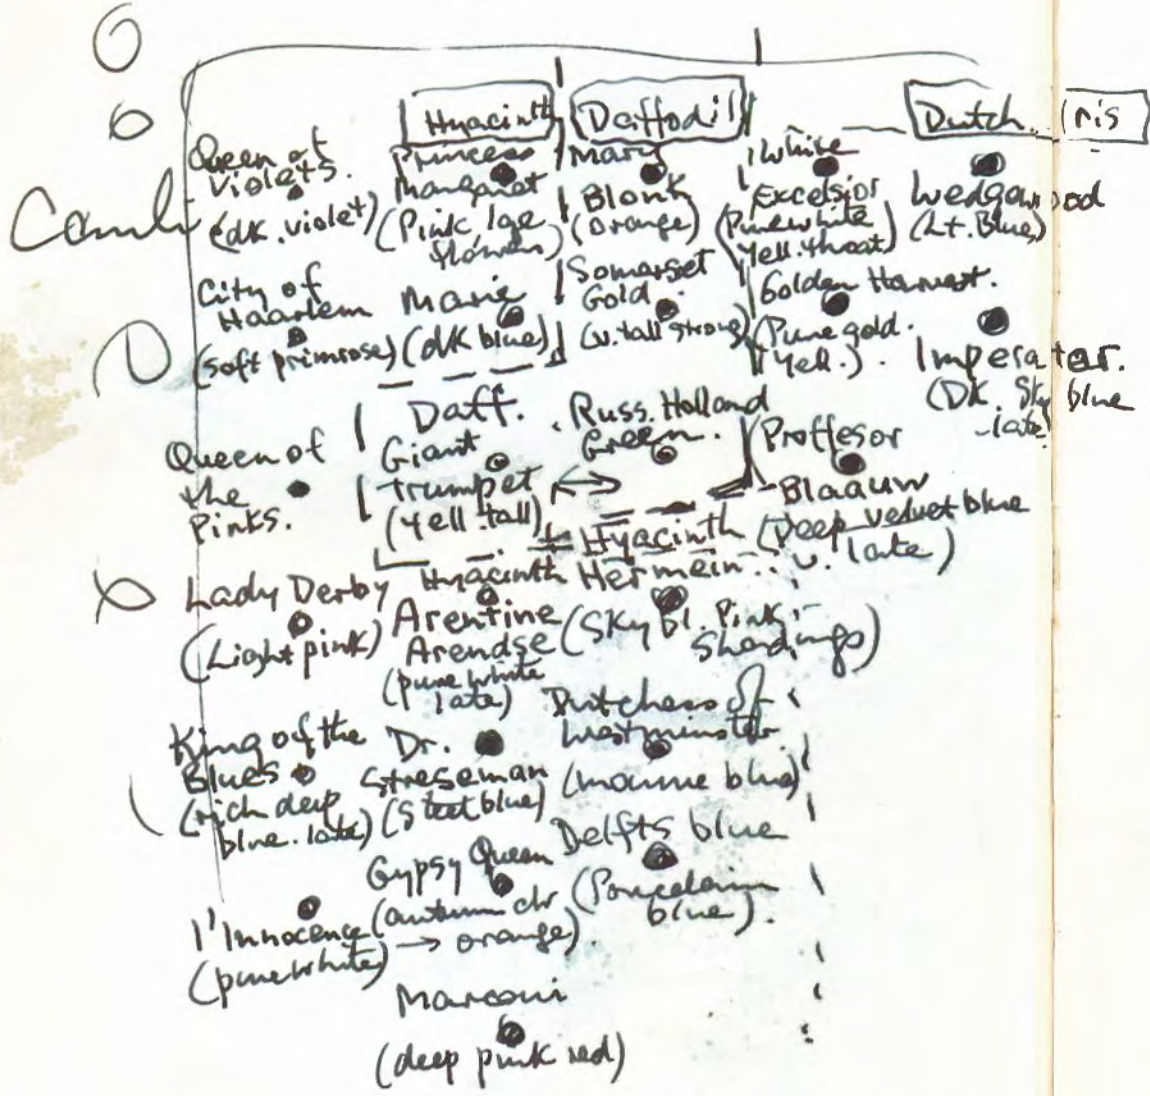 Hyacinth
Daffodil
Dutch Iris
Queen of
Violets.
(dk. violet)
Princess
Margaret
(Pink lge
flowers)
Mary
Blonk
(orange)
White
Excelsior
(Pure white
Yell. throat)
Wedgewood
(Lt. Blue)
City of
Haarlem
(soft primrose)
Marie
(dk blue)
Somerset
Gold
(v. tall strong)
Golden Harvest.
(Pure gold.
Yell.).
Imperator.
(Dk. Sky blue
-late)
Queen of
the
Pinks.
Daff.
Giant
Trumpet
(Yell. tall)
Russ. Holland
Green.
Proffesor
Blaauw
(Deep velvet blue
v. late)
Lady Derby
(Light pink)
Hyacinth
Arentine
Arendse
(pure white
late)
Hyacinth
Hermein
(Sky bl. Pink
Shadings)
King of the
Blues
(rich deep
blue. late)
Dr.
Streseman
(Steel blue)
Dutchess of
Westminster
(mauve blue)
Gypsy Queen
(autumn clr
→ orange).
Delfts blue
(Porcelain
blue).
l'Innocence
(pure white)
Marconi
(deep pink red)